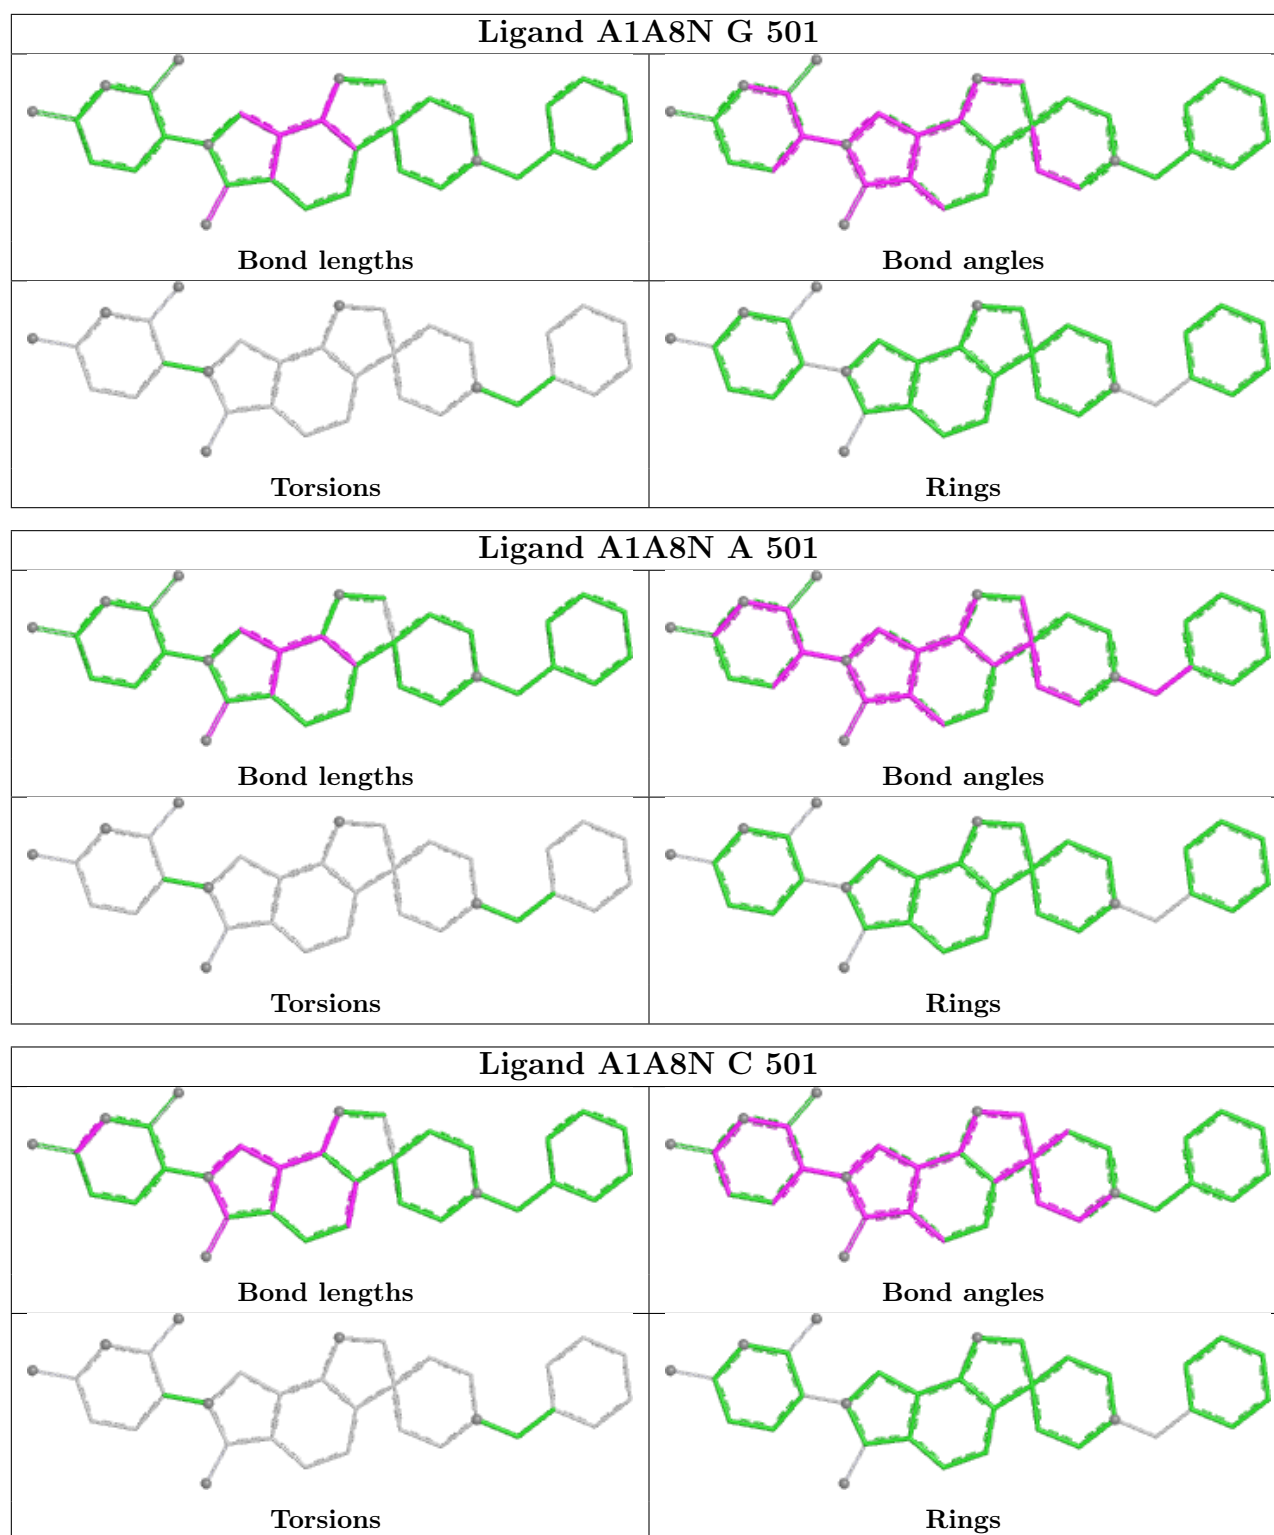 Ligand A1A8N G 501
Bond lengths
Bond angles
Torsions
Rings
Ligand A1A8N A 501
Bond lengths
Bond angles
Torsions
Rings
Ligand A1A8N C 501
Bond lengths
Bond angles
Torsions
Rings